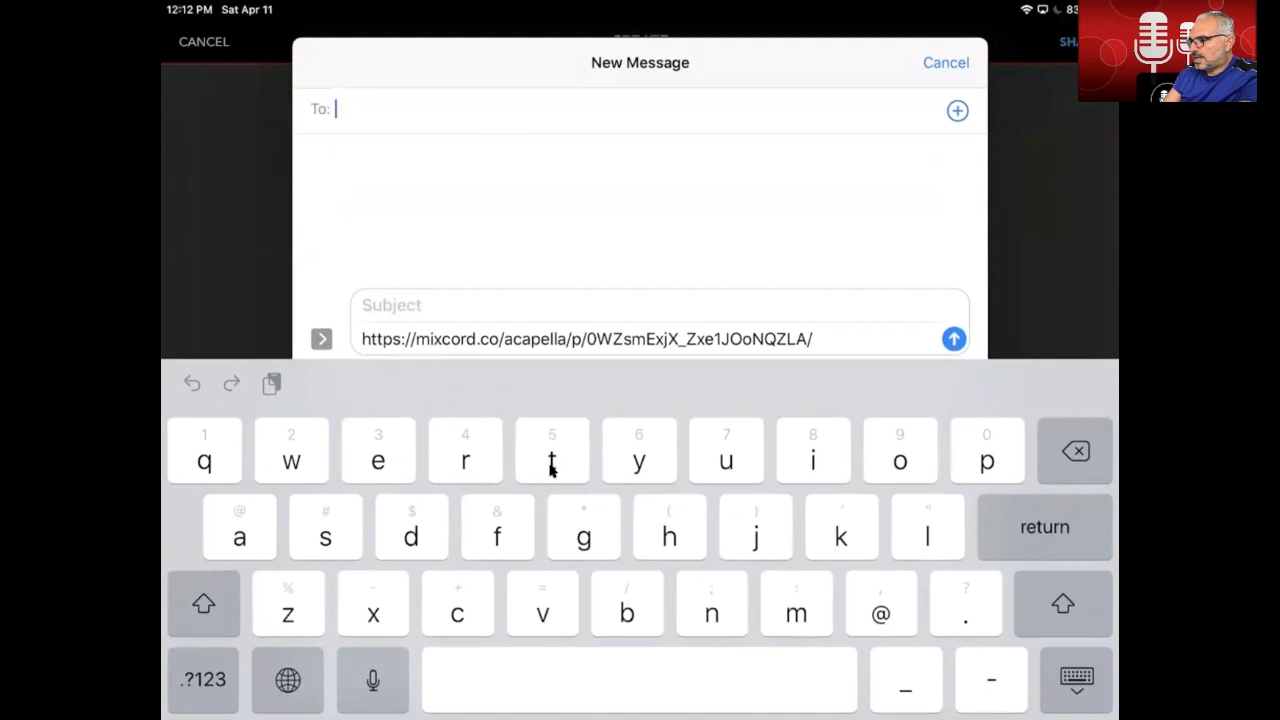 12:12 PM Sat Apr 11
CANCEL
New Message
Cancel
To:
Subject
https://mixcord.co/acapella/p/0WZsmExjX_Zxe1JOoNQZLA/
1 2 3 4 5 6 7 8 9 0
q w e r t y u i o p
@ # $ & * ( ) ' "
a s d f g h j k l return
% - + = / ; : , ?
z x c v b n m @ .
.?123 _ -